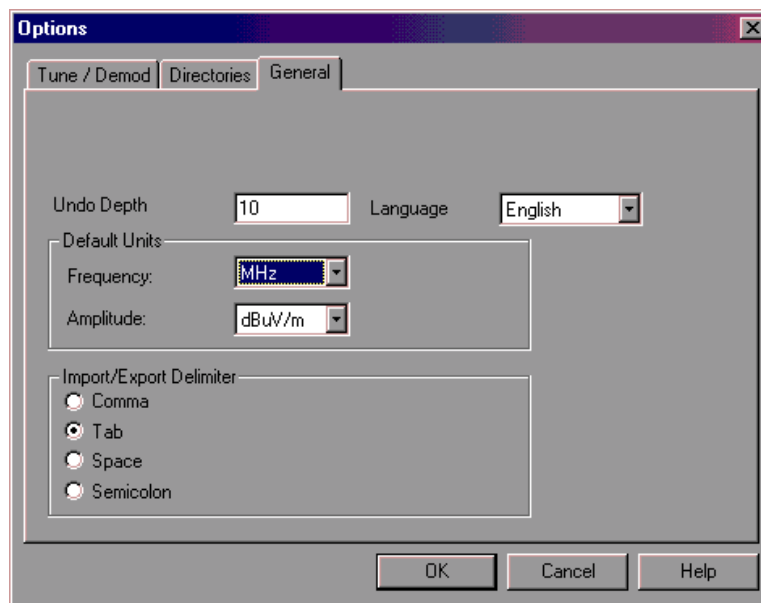 Options
Tune / Demod Directories General
Undo Depth 10 Language English
Default Units
Frequency: MHz
Amplitude: dBuV/m
Import/Export Delimiter
Comma
Tab
Space
Semicolon
OK Cancel Help